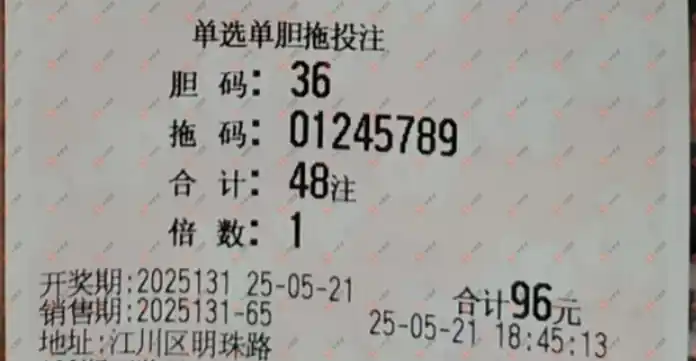 单选单胆拖投注
胆 码: 36
拖 码: 01245789
合 计: 48注
倍 数: 1
开奖期:2025131 25-05-21
合计96元
销售期:2025131-65
25-05-21 18:45:13
地址:江川区明珠路